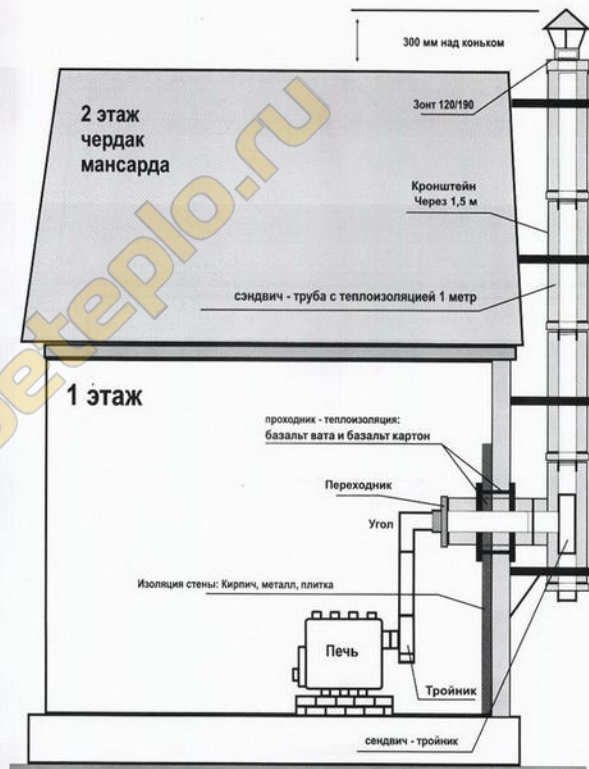 300 мм над коньком
Зонт 120/190
2 этаж
чердак
мансарда
Кронштейн
Через 1,5 м
сэндвич - труба с теплоизоляцией 1 метр
1 этаж
проходник - теплоизоляция:
базальт вата и базальт картон
Переходник
Угол
Изоляция стены: Кирпич, металл, плитка
Печь
Тройник
сендвич - тройник
eteplo.ru